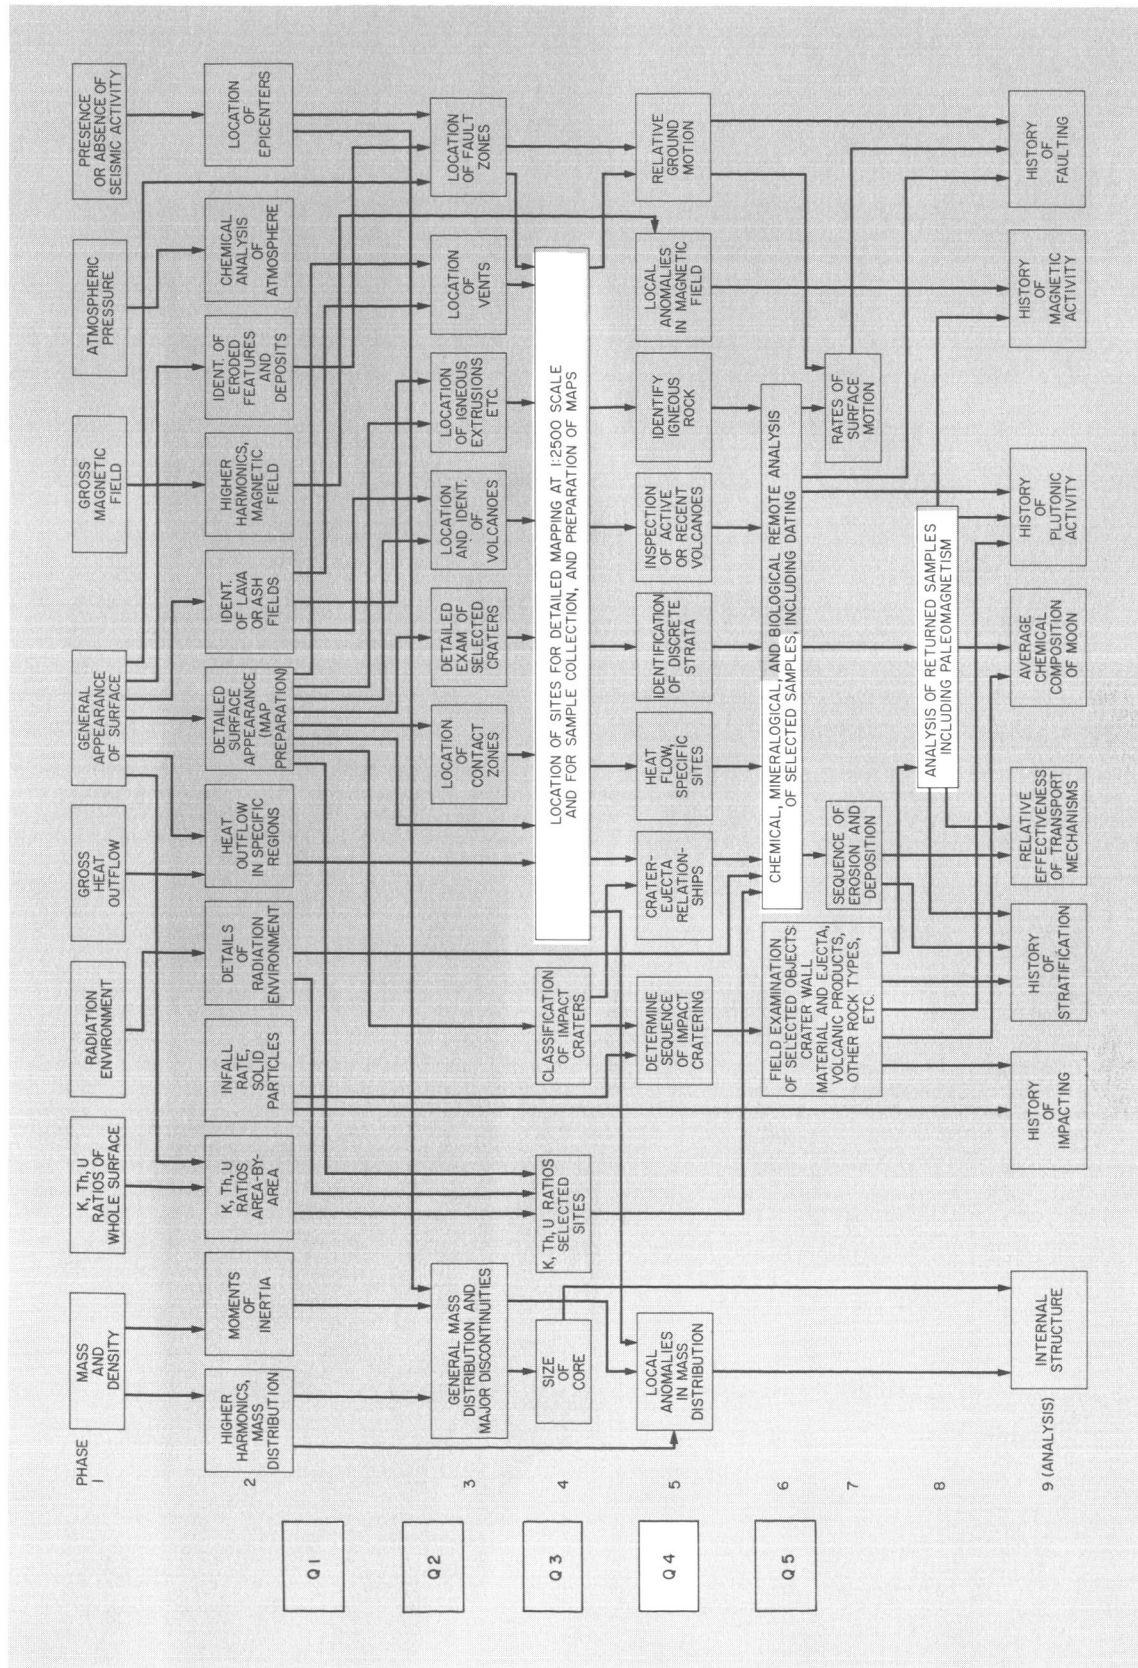 PHASE
1
MASS
AND
DENSITY
K, Th, U
RATIOS OF
WHOLE SURFACE
RADIATION
ENVIRONMENT
GROSS
HEAT
OUTFLOW
GENERAL
APPEARANCE
OF SURFACE
GROSS
MAGNETIC
FIELD
ATMOSPHERIC
PRESSURE
PRESENCE
OR ABSENCE OF
SEISMIC ACTIVITY
2
HIGHER
HARMONICS,
MASS
DISTRIBUTION
MOMENTS
OF
INERTIA
K, Th, U
RATIOS
AREA-BY-
AREA
INFALL
RATE,
SOLID
PARTICLES
DETAILS
OF
RADIATION
ENVIRONMENT
HEAT
OUTFLOW
IN SPECIFIC
REGIONS
DETAILED
SURFACE
APPEARANCE
(MAP
PREPARATION)
IDENT.
OF LAVA
OR ASH
FIELDS
HIGHER
HARMONICS,
MAGNETIC
FIELD
IDENT. OF
ERODED
FEATURES
AND
DEPOSITS
CHEMICAL
ANALYSIS
OF
ATMOSPHERE
LOCATION
OF
EPICENTERS
3
GENERAL MASS
DISTRIBUTION AND
MAJOR DISCONTINUITIES
LOCATION
OF
CONTACT
ZONES
DETAILED
EXAM OF
SELECTED
CRATERS
LOCATION
AND IDENT.
OF
VOLCANOES
LOCATION
OF IGNEOUS
EXTRUSIONS
ETC.
LOCATION
OF
VENTS
LOCATION
OF FAULT
ZONES
4
SIZE
OF
CORE
K, Th, U RATIOS
SELECTED
SITES
CLASSIFICATION
OF IMPACT
CRATERS
LOCATION OF SITES FOR DETAILED MAPPING AT 1:2500 SCALE
AND FOR SAMPLE COLLECTION, AND PREPARATION OF MAPS
5
LOCAL
ANOMALIES
IN MASS
DISTRIBUTION
DETERMINE
SEQUENCE
OF IMPACT
CRATERING
CRATER-
EJECTA
RELATION-
SHIPS
HEAT
FLOW,
SPECIFIC
SITES
IDENTIFICATION
OF DISCRETE
STRATA
INSPECTION
OF ACTIVE
OR RECENT
VOLCANOES
IDENTIFY
IGNEOUS
ROCK
LOCAL
ANOMALIES
IN MAGNETIC
FIELD
RELATIVE
GROUND
MOTION
6
FIELD EXAMINATION
OF SELECTED OBJECTS:
CRATER WALL
MATERIAL AND EJECTA,
VOLCANIC PRODUCTS,
OTHER ROCK TYPES,
ETC.
CHEMICAL, MINERALOGICAL, AND BIOLOGICAL REMOTE ANALYSIS
OF SELECTED SAMPLES, INCLUDING DATING
7
SEQUENCE OF
EROSION AND
DEPOSITION
RATES OF
SURFACE
MOTION
8
ANALYSIS OF RETURNED SAMPLES
INCLUDING PALEOMAGNETISM
9 (ANALYSIS)
INTERNAL
STRUCTURE
HISTORY
OF
IMPACTING
HISTORY
OF
STRATIFICATION
RELATIVE
EFFECTIVENESS
OF TRANSPORT
MECHANISMS
AVERAGE
CHEMICAL
COMPOSITION
OF MOON
HISTORY
OF
PLUTONIC
ACTIVITY
HISTORY
OF
MAGNETIC
ACTIVITY
HISTORY
OF
FAULTING
Q1
Q2
Q3
Q4
Q5